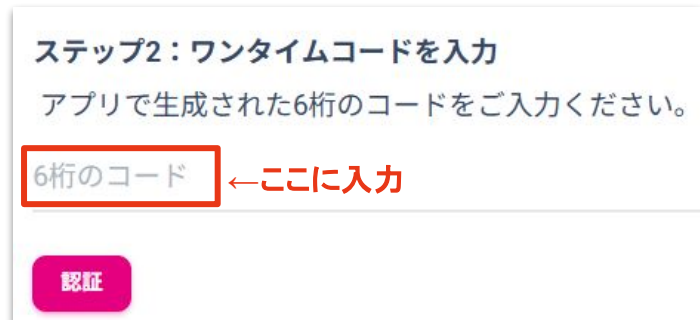 ステップ2：ワンタイムコードを入力
アプリで生成された6桁のコードをご入力ください。
6桁のコード ←ここに入力
認証